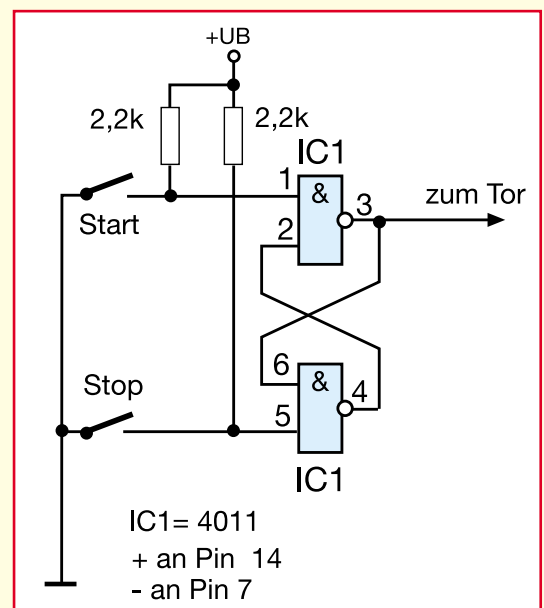 +UB
2,2k
2,2k
IC1
1
&
3
zum Tor
Start
2
Stop
6
&
4
5
IC1
IC1= 4011
+ an Pin 14
- an Pin 7